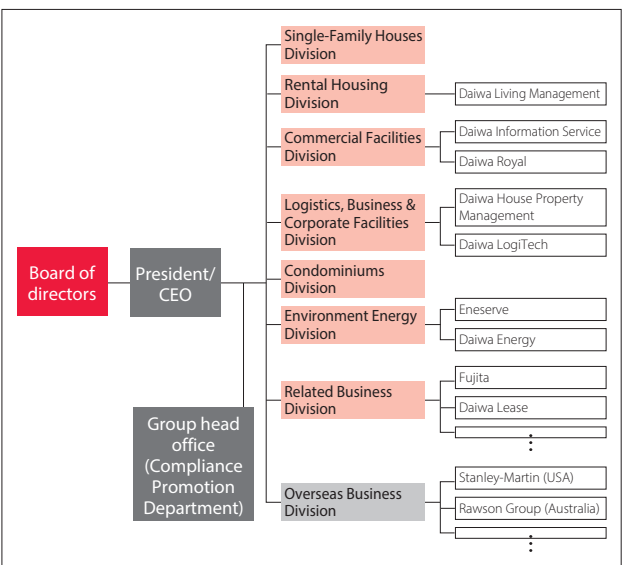 Board of
directors
President/
CEO
Group head
office
(Compliance
Promotion
Department)
Single-Family Houses
Division
Rental Housing
Division
Daiwa Living Management
Commercial Facilities
Division
Daiwa Information Service
Daiwa Royal
Logistics, Business &
Corporate Facilities
Division
Daiwa House Property
Management
Daiwa LogiTech
Condominiums
Division
Environment Energy
Division
Eneserve
Daiwa Energy
Related Business
Division
Fujita
Daiwa Lease
Overseas Business
Division
Stanley-Martin (USA)
Rawson Group (Australia)